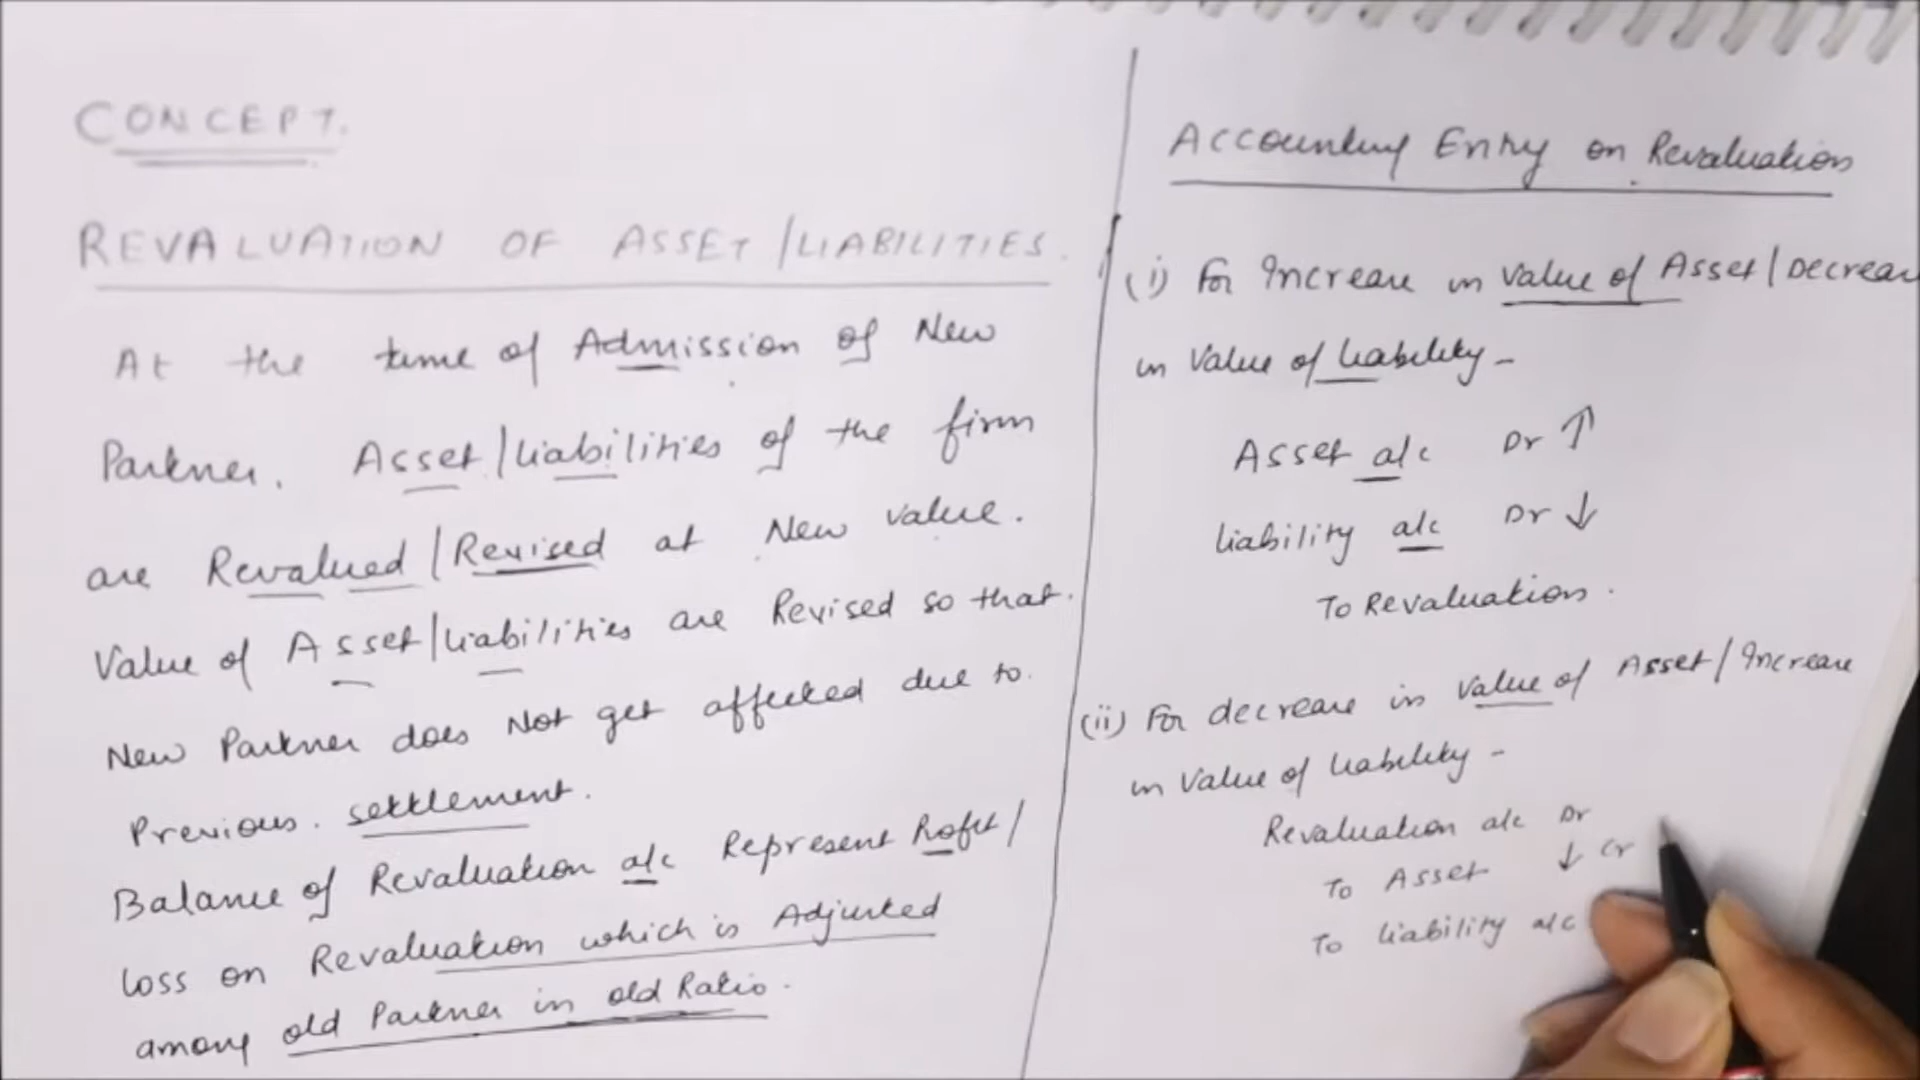 CONCEPT.
REVALUATION OF ASSET/LIABILITIES.
At the time of Admission of New
Partner. Asset/liabilities of the firm
are Revalued/Revised at New value.
Value of Asset/liabilities are Revised so that.
New Partner does Not get affected due to.
Previous. settlement.
Balance of Revaluation a/c Represent Profit/
loss on Revaluation which is Adjusted
among old Partner in old Ratio.
Accounting Entry on Revaluation
(i) For Increase in value of Asset/Decreas
in Value of liability -
Asset a/c Dr ↑
liability a/c Dr ↓
To Revaluation.
(ii) For decrease in value of Asset/Increase
in Value of liability -
Revaluation a/c Dr
To Asset ↓ Cr
To liability a/c